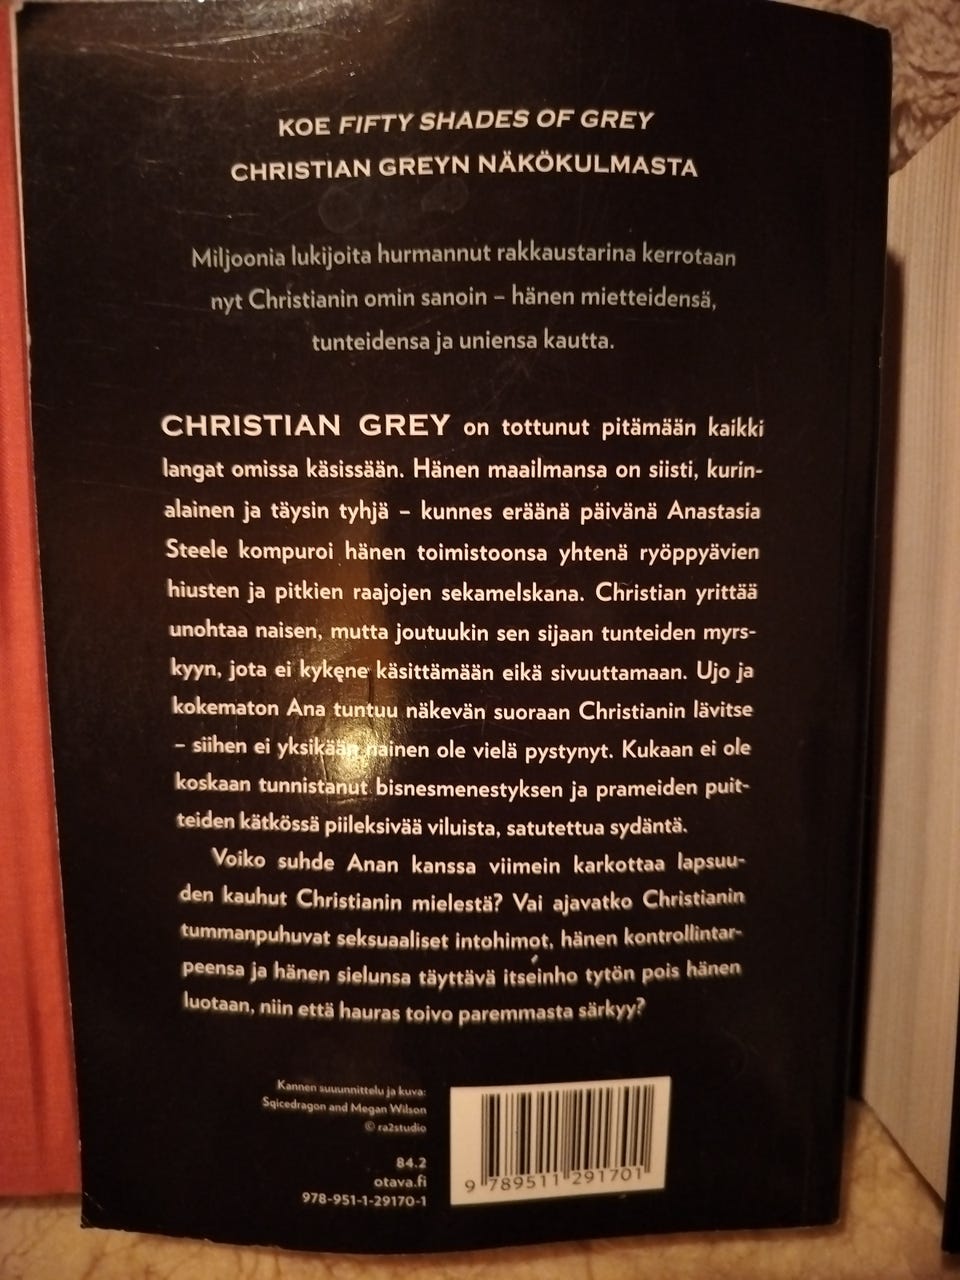 KOE FIFTY SHADES OF GREY
CHRISTIAN GREYN NÄKÖKULMASTA
Miljoonia lukijoita hurmannut rakkaustarina kerrotaan
nyt Christianin omin sanoin – hänen mietteidensä,
tunteidensa ja uniensa kautta.
CHRISTIAN GREY on tottunut pitämään kaikki
langat omissa käsissään. Hänen maailmansa on siisti, kurin-
alainen ja täysin tyhjä – kunnes eräänä päivänä Anastasia
Steele kompuroi hänen toimistoonsa yhtenä ryöppyävien
hiusten ja pitkien raajojen sekamelskana. Christian yrittää
unohtaa naisen, mutta joutuukin sen sijaan tunteiden myrs-
kyyn, jota ei kykene käsittämään eikä sivuuttamaan. Ujo ja
kokematon Ana tuntuu näkevän suoraan Christianin lävitse
– siihen ei yksikään nainen ole vielä pystynyt. Kukaan ei ole
koskaan tunnistanut bisnesmenestyksen ja prameiden puit-
teiden kätkössä piileksivää viluista, satutettua sydäntä.
Voiko suhde Anan kanssa viimein karkottaa lapsuu-
den kauhut Christianin mielestä? Vai ajavatko Christianin
tummanpuhuvat seksuaaliset intohimot, hänen kontrollintar-
peensa ja hänen sielunsa täyttävä itseinho tytön pois hänen
luotaan, niin että hauras toivo paremmasta särkyy?
Kannen suuunnittelu ja kuva:
Sqicedragon and Megan Wilson
© ra2studio
84.2
otava.fi
978-951-1-29170-1
9 789511 291701